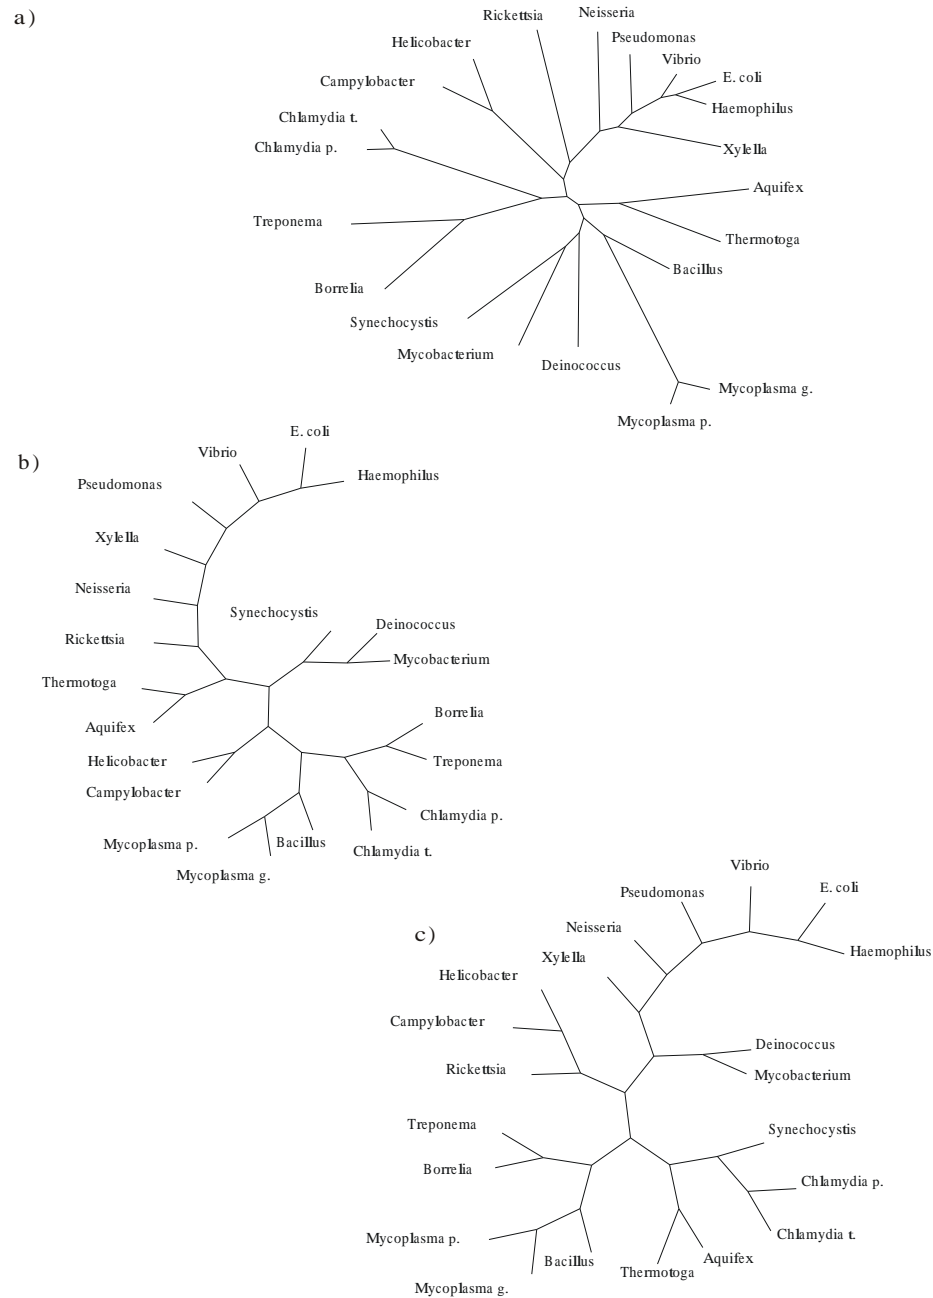 a)
Rickettsia
Neisseria
Pseudomonas
Helicobacter
Vibrio
Campylobacter
E. coli
Haemophilus
Chlamydia t.
Chlamydia p.
Xylella
Aquifex
Treponema
Thermotoga
Bacillus
Borrelia
Synechocystis
Mycobacterium
Deinococcus
Mycoplasma g.
Mycoplasma p.
b)
E. coli
Vibrio
Haemophilus
Pseudomonas
Xylella
Neisseria
Synechocystis
Deinococcus
Rickettsia
Mycobacterium
Thermotoga
Borrelia
Aquifex
Helicobacter
Treponema
Campylobacter
Chlamydia p.
Mycoplasma p.
Bacillus
Chlamydia t.
Mycoplasma g.
c)
Vibrio
E. coli
Pseudomonas
Neisseria
Haemophilus
Xylella
Helicobacter
Campylobacter
Deinococcus
Rickettsia
Mycobacterium
Treponema
Synechocystis
Borrelia
Chlamydia p.
Chlamydia t.
Mycoplasma p.
Bacillus
Aquifex
Thermotoga
Mycoplasma g.